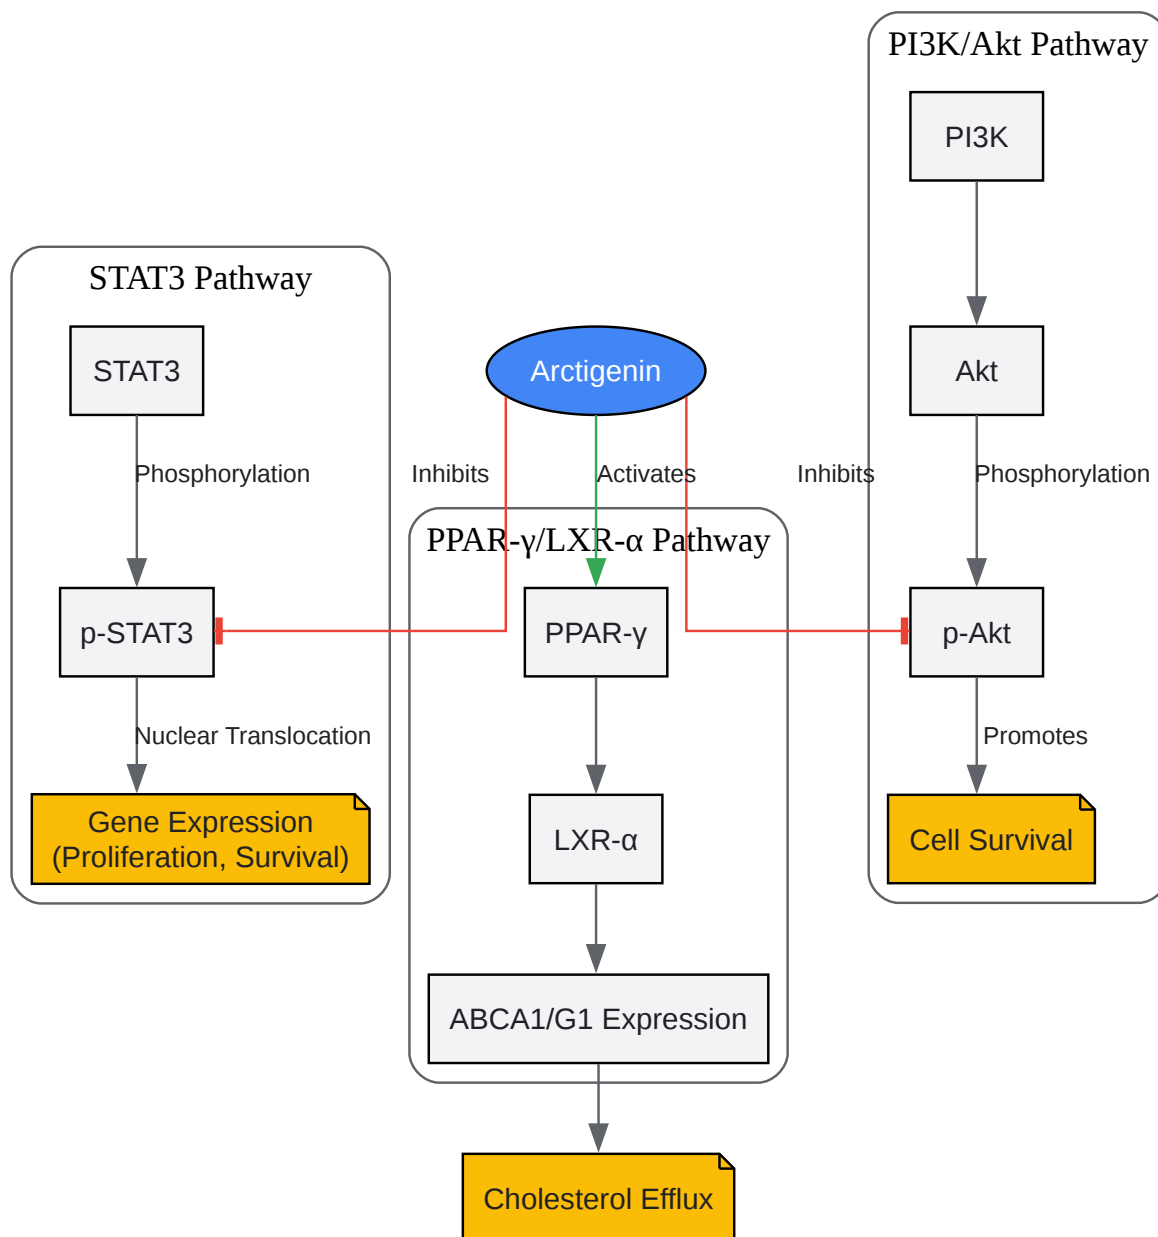 PI3K/Akt Pathway
PI3K
STAT3 Pathway
STAT3
Arctigenin
Akt
Phosphorylation
Inhibits
Activates
Inhibits
Phosphorylation
PPAR-γ/LXR-α Pathway
p-STAT3
PPAR-γ
p-Akt
Nuclear Translocation
Promotes
Gene Expression
(Proliferation, Survival)
LXR-α
Cell Survival
ABCA1/G1 Expression
Cholesterol Efflux